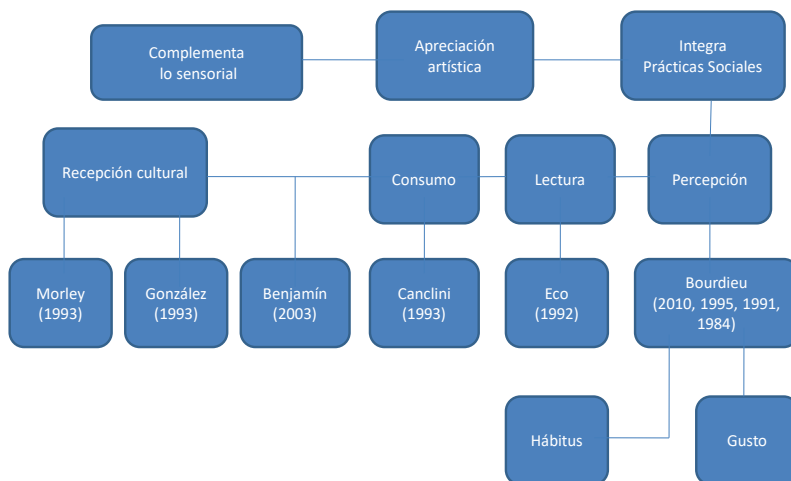 Complementa
lo sensorial
Apreciación
artística
Integra
Prácticas Sociales
Recepción cultural
Consumo
Lectura
Percepción
Morley
(1993)
González
(1993)
Benjamín
(2003)
Canclini
(1993)
Eco
(1992)
Bourdieu
(2010, 1995, 1991,
1984)
Hábitus
Gusto